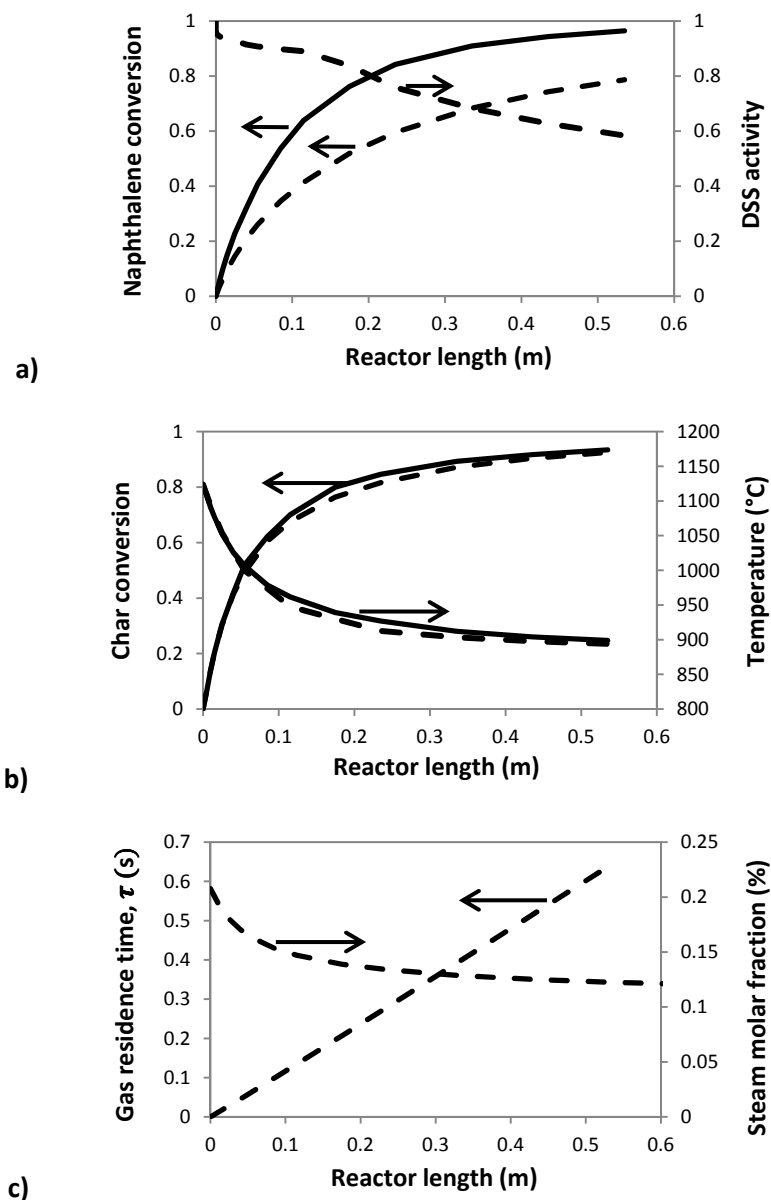 1
0.8
0.6
0.4
0.2
0
1
0.8
0.6
0.4
0.2
0
0 0.1 0.2 0.3 0.4 0.5 0.6
Naphthalene conversion
DSS activity
Reactor length (m)
a)
1
0.8
0.6
0.4
0.2
0
1200
1150
1100
1050
1000
950
900
850
800
0 0.1 0.2 0.3 0.4 0.5 0.6
Char conversion
Temperature (°C)
Reactor length (m)
b)
0.7
0.6
0.5
0.4
0.3
0.2
0.1
0
0.25
0.2
0.15
0.1
0.05
0
0 0.1 0.2 0.3 0.4 0.5 0.6
Gas residence time, τ (s)
Steam molar fraction (%)
Reactor length (m)
c)